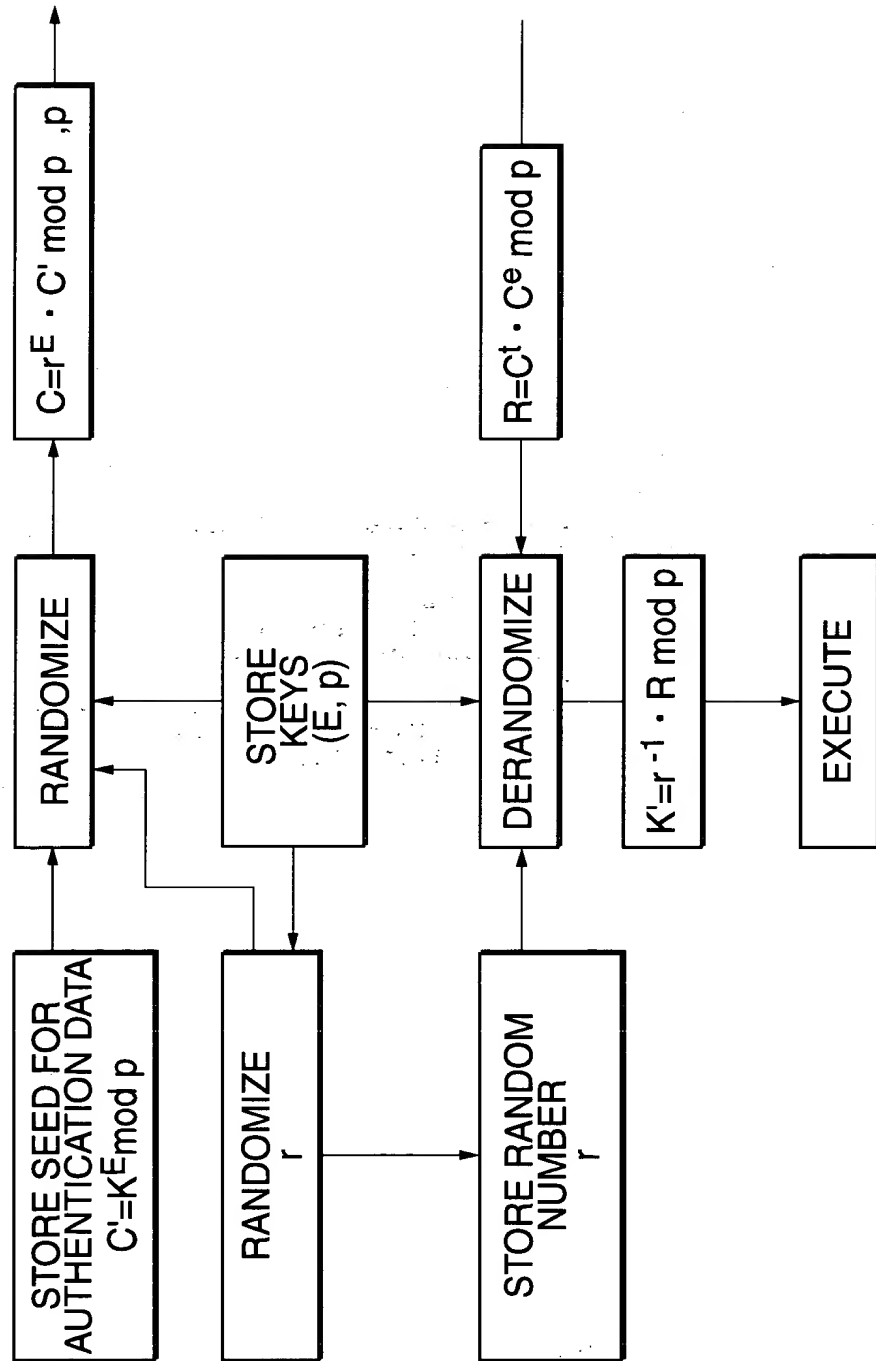 STORE SEED FOR
AUTHENTICATION DATA
C'=K^E mod p
RANDOMIZE
C=r^E · C' mod p ,p
RANDOMIZE
r
STORE
KEYS
(E, p)
STORE RANDOM
NUMBER
r
DERANDOMIZE
R=C^t · C^e mod p
K'=r^-1 · R mod p
EXECUTE